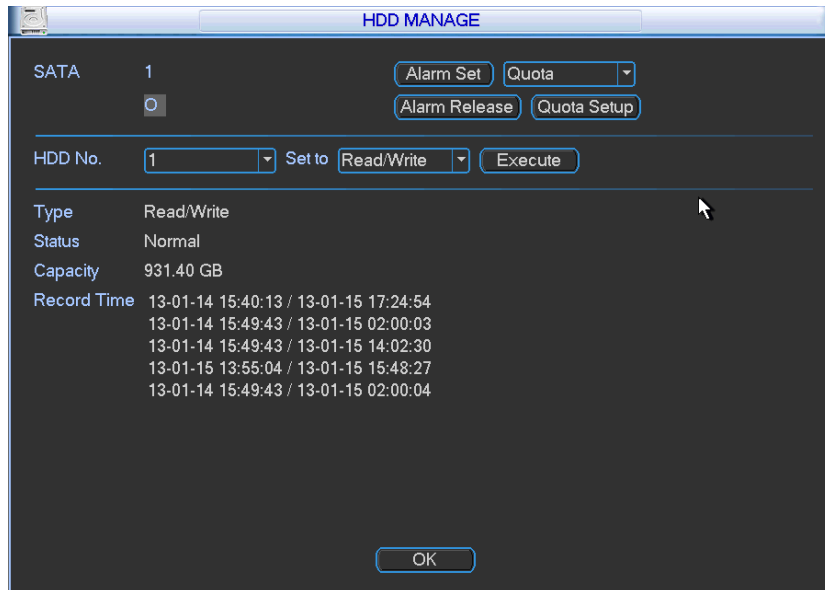 HDD MANAGE
SATA 1 Alarm Set Quota
O Alarm Release Quota Setup
HDD No. 1 Set to Read/Write Execute
Type Read/Write
Status Normal
Capacity 931.40 GB
Record Time 13-01-14 15:40:13 / 13-01-15 17:24:54
13-01-14 15:49:43 / 13-01-15 02:00:03
13-01-14 15:49:43 / 13-01-15 14:02:30
13-01-15 13:55:04 / 13-01-15 15:48:27
13-01-14 15:49:43 / 13-01-15 02:00:04
OK